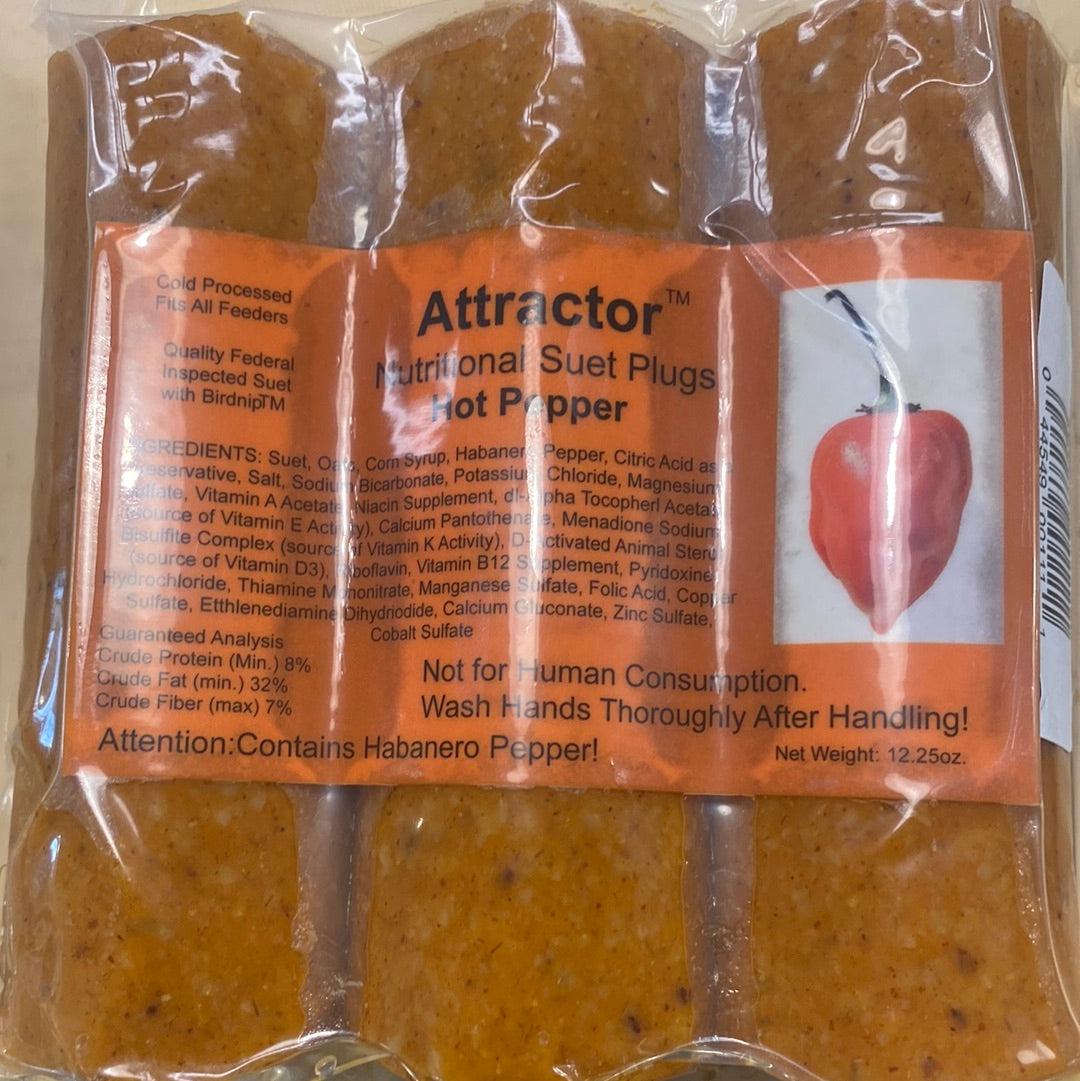 Cold Processed
Fits All Feeders
Quality Federal
Inspected Suet
with Birdnip™
Attractor™
Nutritional Suet Plugs
Hot Pepper
INGREDIENTS: Suet, Oats, Corn Syrup, Habanero Pepper, Citric Acid as a
Preservative, Salt, Sodium Bicarbonate, Potassium Chloride, Magnesium
Sulfate, Vitamin A Acetate, Niacin Supplement, dl-Alpha Tocopherl Acetate
(source of Vitamin E Activity), Calcium Pantothenate, Menadione Sodium
Bisulfite Complex (source of Vitamin K Activity), D-Activated Animal Sterol
(source of Vitamin D3), Riboflavin, Vitamin B12 Supplement, Pyridoxine
Hydrochloride, Thiamine Mononitrate, Manganese Sulfate, Folic Acid, Copper
Sulfate, Etthlenediamine Dihydriodide, Calcium Gluconate, Zinc Sulfate,
Cobalt Sulfate
Guaranteed Analysis
Crude Protein (Min.) 8%
Crude Fat (min.) 32%
Crude Fiber (max) 7%
Not for Human Consumption.
Wash Hands Thoroughly After Handling!
Attention:Contains Habanero Pepper!
Net Weight: 12.25oz.